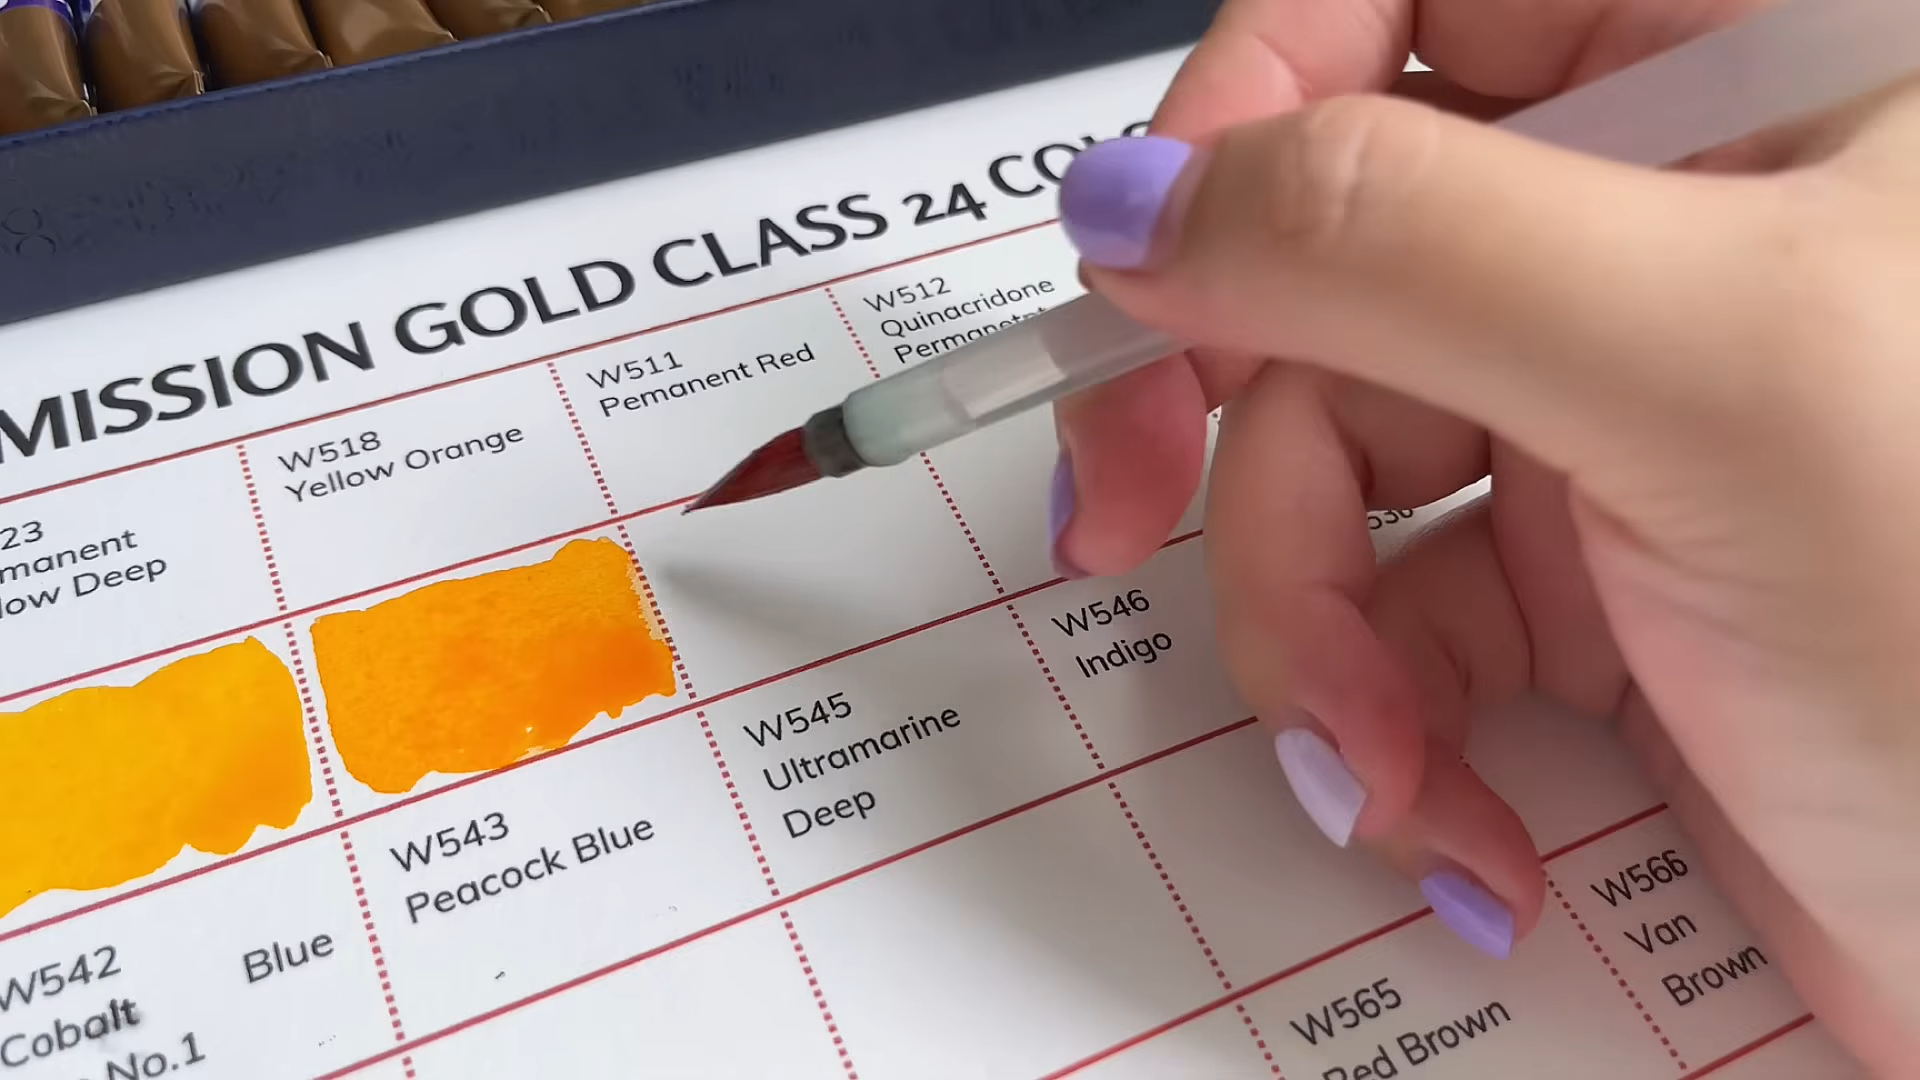 MISSION GOLD CLASS 24
23
manent
low Deep
W518
Yellow Orange
W511
Pemanent Red
W512
Quinacridone
W542 Blue
Cobalt
No.1
W543
Peacock Blue
W545
Ultramarine
Deep
W546
Indigo
W565
Red Brown
W566
Van
Brown